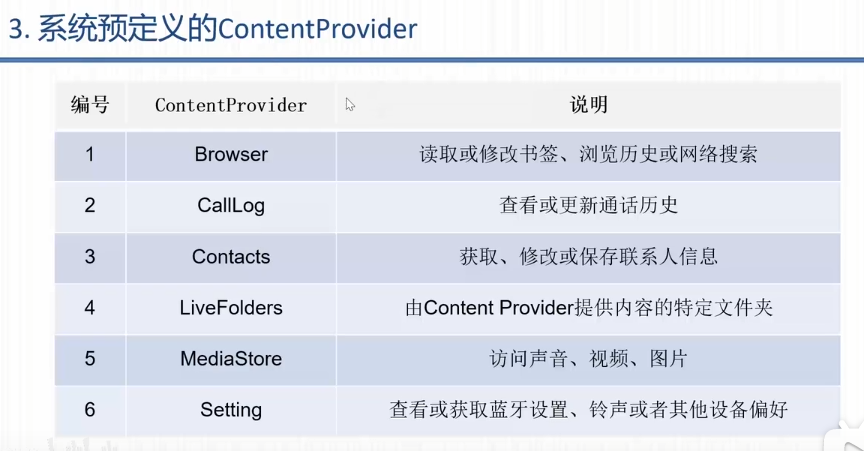 3. 系统预定义的ContentProvider
编号 ContentProvider 说明
1 Browser 读取或修改书签、浏览历史或网络搜索
2 CallLog 查看或更新通话历史
3 Contacts 获取、修改或保存联系人信息
4 LiveFolders 由Content Provider提供内容的特定文件夹
5 MediaStore 访问声音、视频、图片
6 Setting 查看或获取蓝牙设置、铃声或者其他设备偏好